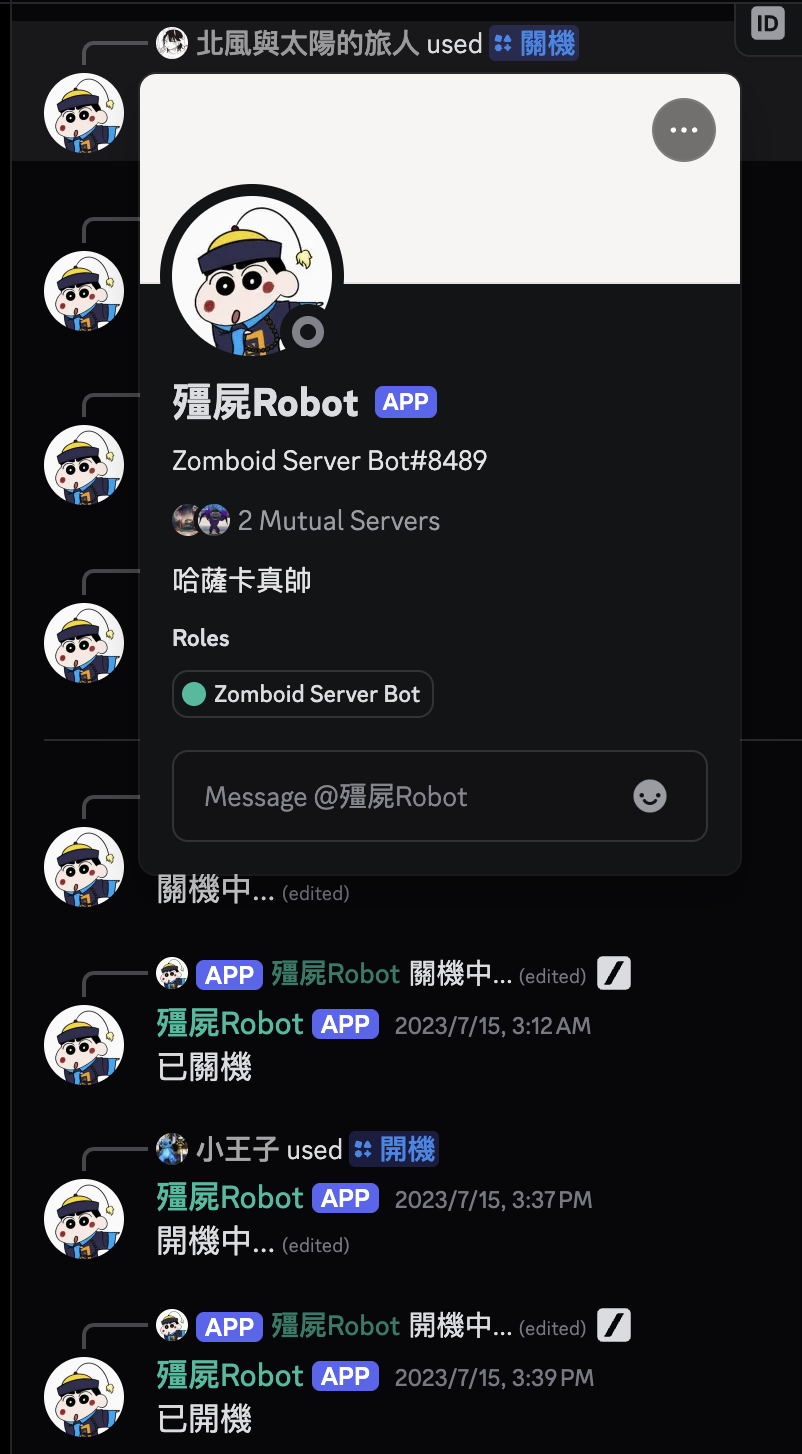 北風與太陽的旅人 used 關機
ID
殭屍Robot APP
Zomboid Server Bot#8489
2 Mutual Servers
哈薩卡真帥
Roles
Zomboid Server Bot
Message @殭屍Robot
關機中... (edited)
APP 殭屍Robot 關機中... (edited)
殭屍Robot APP 2023/7/15, 3:12 AM
已關機
小王子 used 開機
殭屍Robot APP 2023/7/15, 3:37 PM
開機中... (edited)
APP 殭屍Robot 開機中... (edited)
殭屍Robot APP 2023/7/15, 3:39 PM
已開機